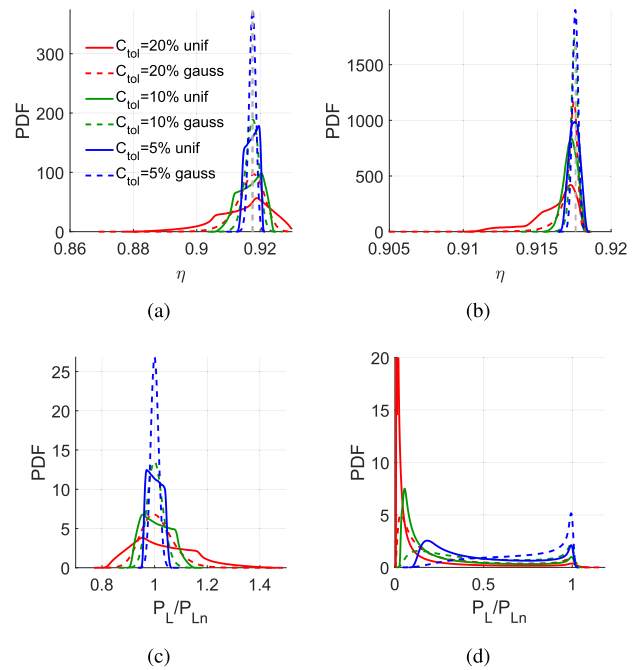 PDF
300
200
100
0
0.86
0.88
0.9
0.92
η
C_tol=20% unif
C_tol=20% gauss
C_tol=10% unif
C_tol=10% gauss
C_tol=5% unif
C_tol=5% gauss
(a)
PDF
1500
1000
500
0
0.905
0.91
0.915
0.92
η
(b)
PDF
25
20
15
10
5
0
0.8
1
1.2
1.4
P_L/P_Ln
(c)
PDF
20
15
10
5
0
0
0.5
1
P_L/P_Ln
(d)